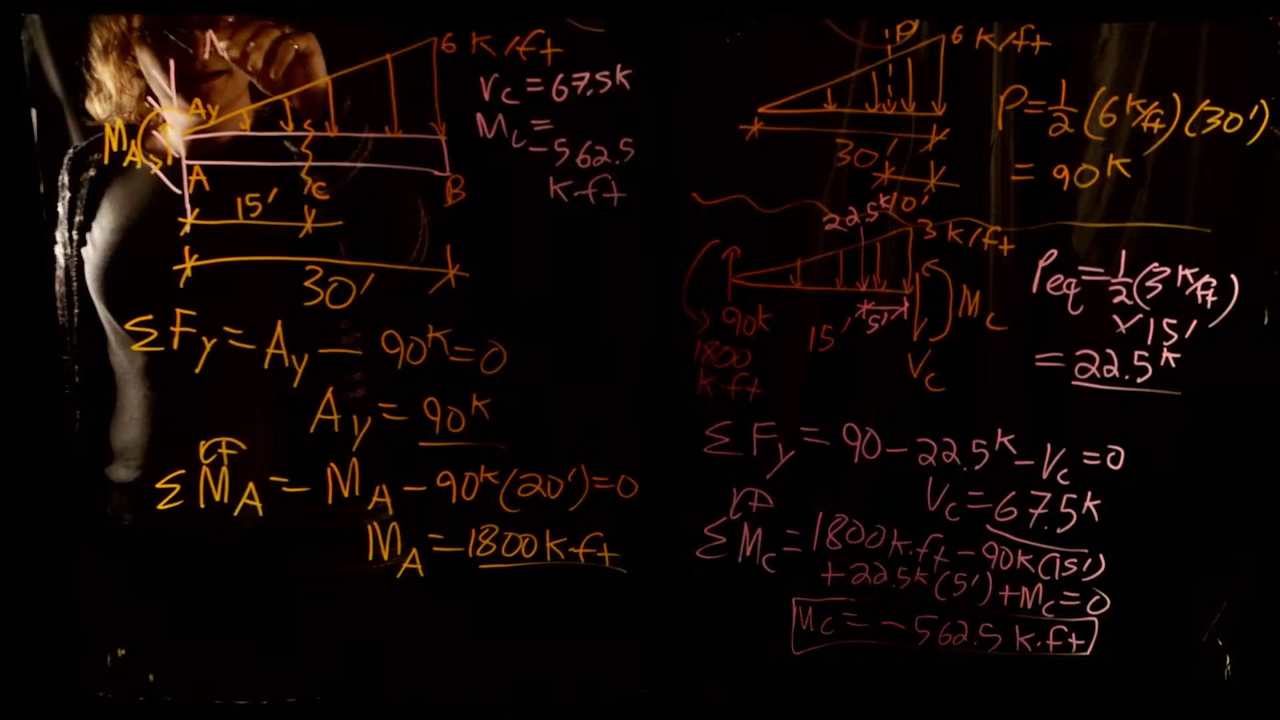 6 K/ft
Ay
MA
A
C
B
15'
30'
Vc = 67.5k
Mc =
-562.5
k·ft
ΣFy = Ay - 90k = 0
Ay = 90k
ΣMA = MA - 90k(20') = 0
MA = 1800 k·ft
P
6 K/ft
30'
10'
P = 1/2 (6 K/ft)(30')
= 90k
22.5k
3 K/ft
90k
1800
k·ft
15'
5'
Mc
Vc
Peq = 1/2 (3 K/ft)
× 15'
= 22.5k
ΣFy = 90 - 22.5k - Vc = 0
Vc = 67.5k
ΣMc = 1800 k·ft - 90k(15')
+ 22.5k(5') + Mc = 0
Mc = -562.5 k·ft